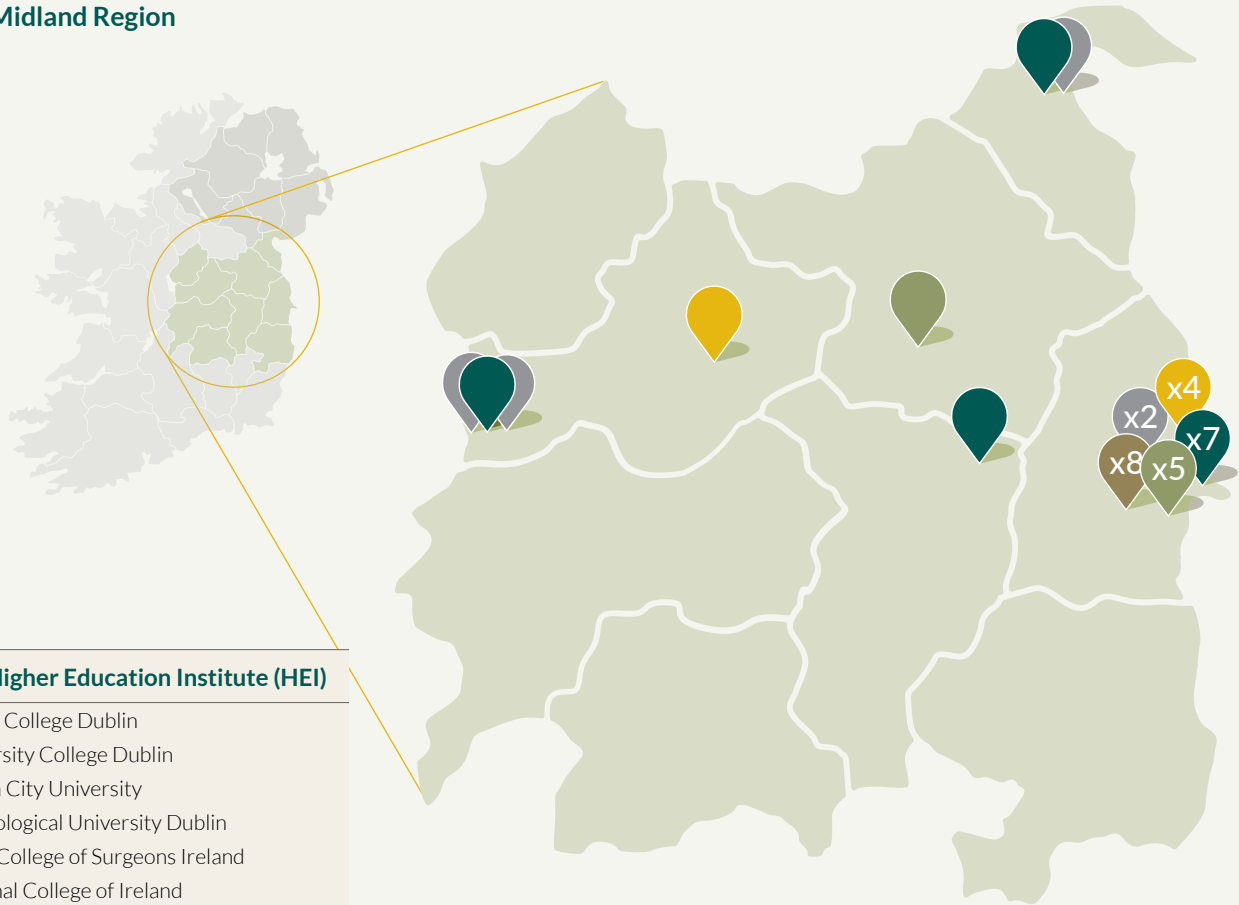 Midland Region
x4
x2
x7
x8
x5
Higher Education Institute (HEI)
College Dublin
rsity College Dublin
City University
ological University Dublin
College of Surgeons Ireland
nal College of Ireland